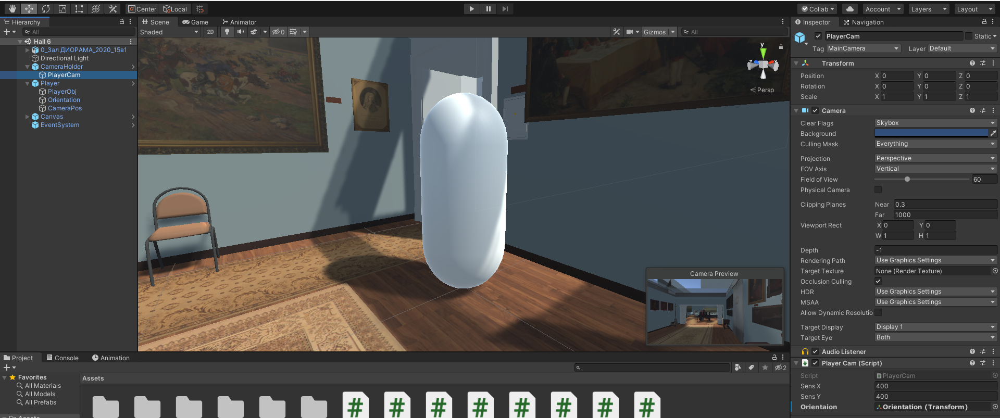 Center
Local
Collab
Account
Layers
Layout
Hierarchy
Scene
Game
Animator
Inspector
Navigation
All
Shaded
2D
0
Gizmos
All
Hall 6
0_Зал ДИОРАМА_2020_15в1
Directional Light
CameraHolder
PlayerCam
Player
PlayerObj
Orientation
CameraPos
Canvas
EventSystem
y
z
x
Persp
Camera Preview
PlayerCam
Static
Tag MainCamera Layer Default
Transform
Position X 0 Y 0 Z 0
Rotation X 0 Y 0 Z 0
Scale X 1 Y 1 Z 1
Camera
Clear Flags Skybox
Background
Culling Mask Everything
Projection Perspective
FOV Axis Vertical
Field of View 60
Physical Camera
Clipping Planes Near 0.3
Far 1000
Viewport Rect X 0 Y 0
W 1 H 1
Depth -1
Rendering Path Use Graphics Settings
Target Texture None (Render Texture)
Occlusion Culling
HDR Use Graphics Settings
MSAA Use Graphics Settings
Allow Dynamic Resolutio
Target Display Display 1
Target Eye Both
Audio Listener
Player Cam (Script)
Script PlayerCam
Sens X 400
Sens Y 400
Orientaion Orientation (Transform)
Project
Console
Animation
2
Favorites
All Materials
All Models
All Prefabs
Assets
Assets